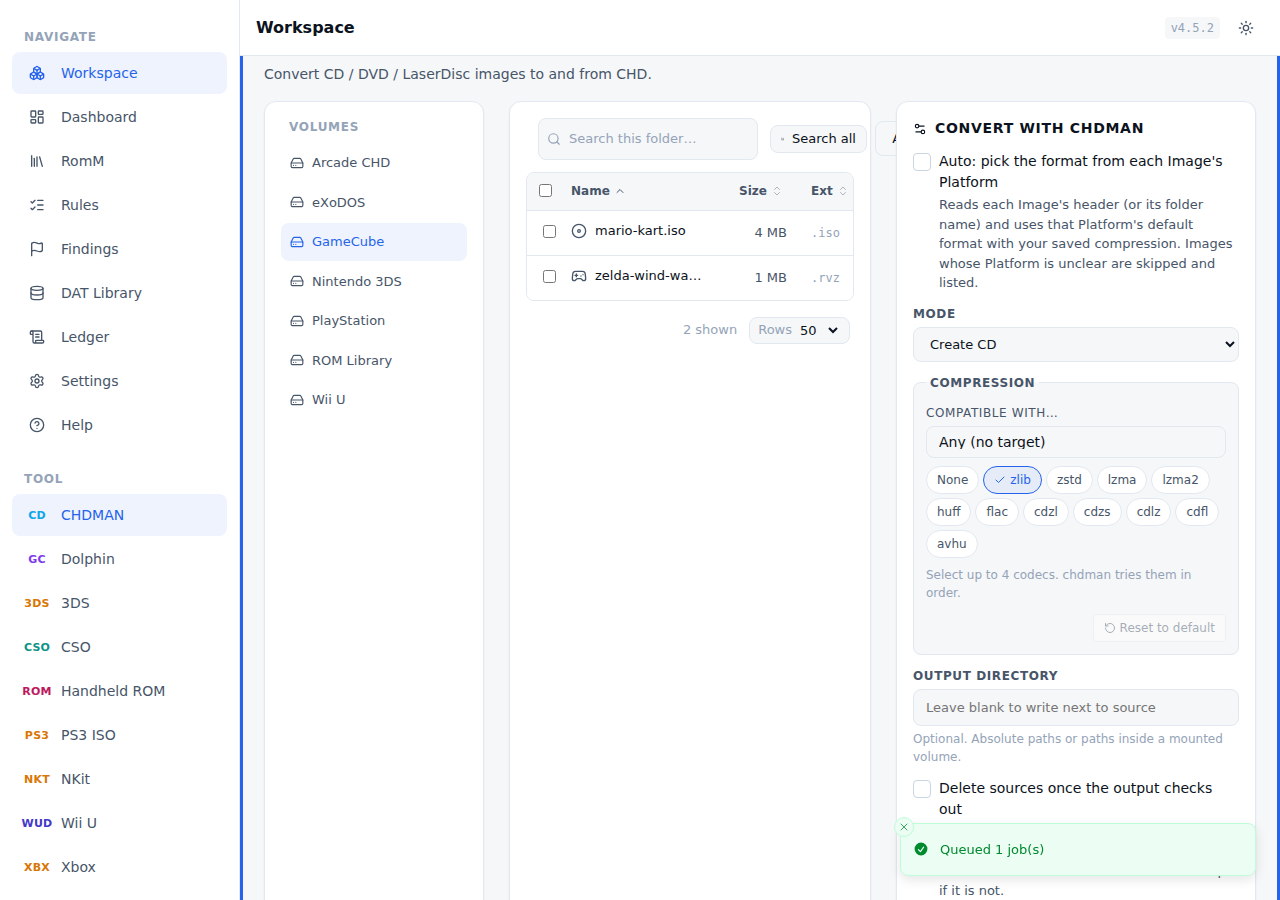 NAVIGATE
Workspace
Dashboard
RomM
Rules
Findings
DAT Library
Ledger
Settings
Help
TOOL
CD CHDMAN
GC Dolphin
3DS 3DS
CSO CSO
ROM Handheld ROM
PS3 PS3 ISO
NKT NKit
WUD Wii U
XBX Xbox
Workspace
v4.5.2
Convert CD / DVD / LaserDisc images to and from CHD.
VOLUMES
Arcade CHD
eXoDOS
GameCube
Nintendo 3DS
PlayStation
ROM Library
Wii U
Search this folder…
Search all
Name Size Ext
mario-kart.iso 4 MB .iso
zelda-wind-wa… 1 MB .rvz
2 shown Rows 50
CONVERT WITH CHDMAN
Auto: pick the format from each Image's
Platform
Reads each Image's header (or its folder
name) and uses that Platform's default
format with your saved compression. Images
whose Platform is unclear are skipped and
listed.
MODE
Create CD
COMPRESSION
COMPATIBLE WITH…
Any (no target)
None zlib zstd lzma lzma2
huff flac cdzl cdzs cdlz cdfl
avhu
Select up to 4 codecs. chdman tries them in
order.
Reset to default
OUTPUT DIRECTORY
Leave blank to write next to source
Optional. Absolute paths or paths inside a mounted
volume.
Delete sources once the output checks
out
Queued 1 job(s)
if it is not.